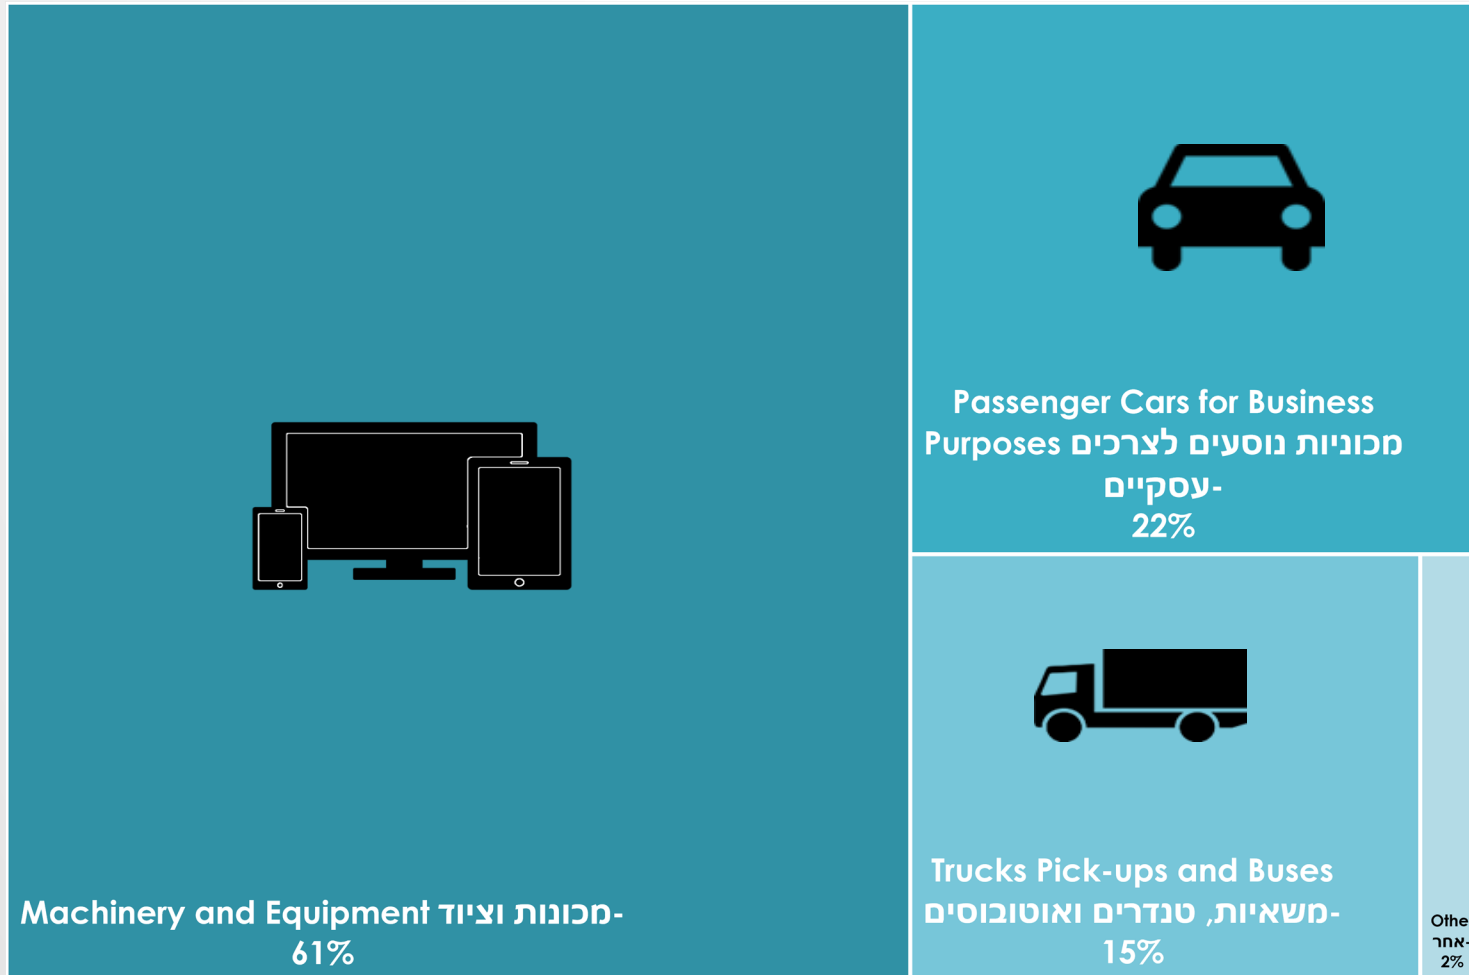 Passenger Cars for Business
Purposes מכוניות נוסעים לצרכים
עסקיים-
22%
Machinery and Equipment מכונות וציוד-
61%
Trucks Pick-ups and Buses
משאיות, טנדרים ואוטובוסים-
15%
Othe
אחר-
2%